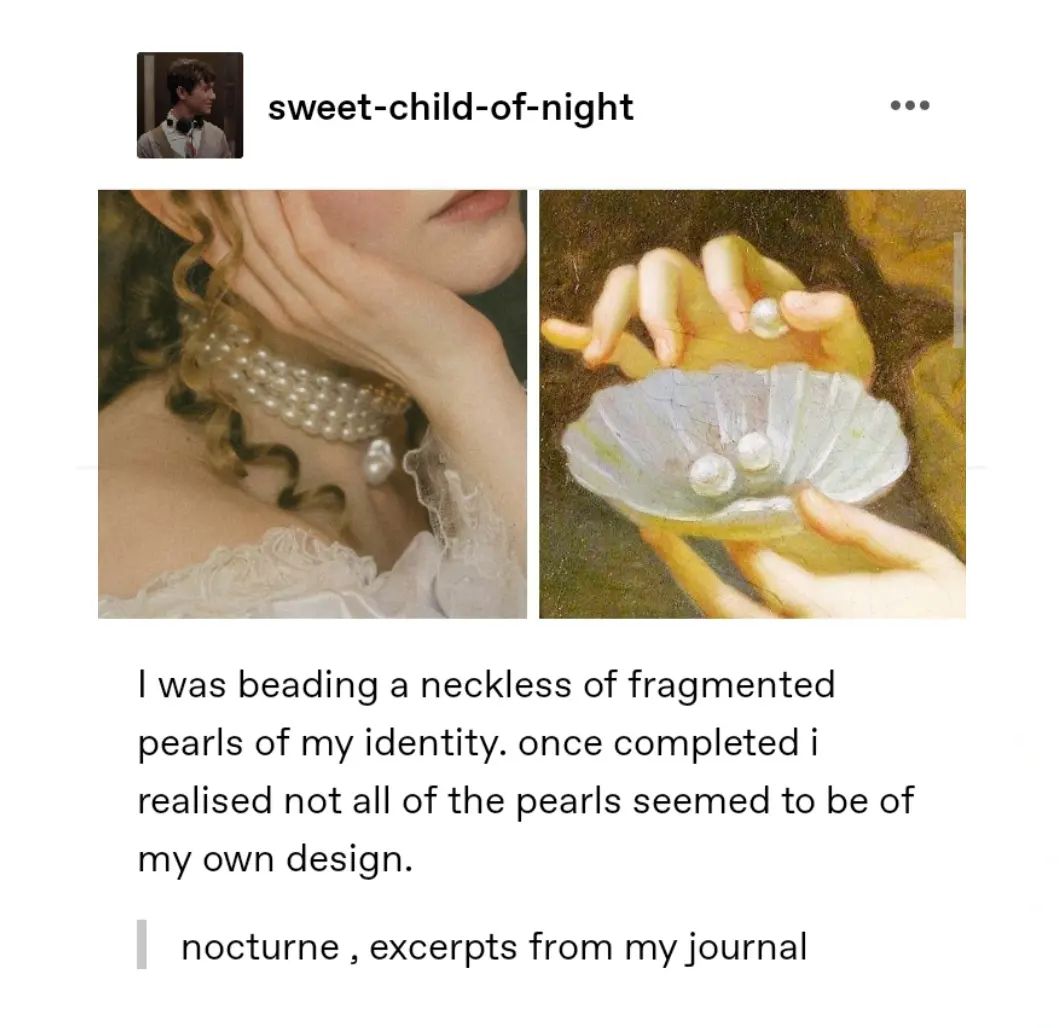 sweet-child-of-night
I was beading a neckless of fragmented
pearls of my identity. once completed i
realised not all of the pearls seemed to be of
my own design.
nocturne , excerpts from my journal